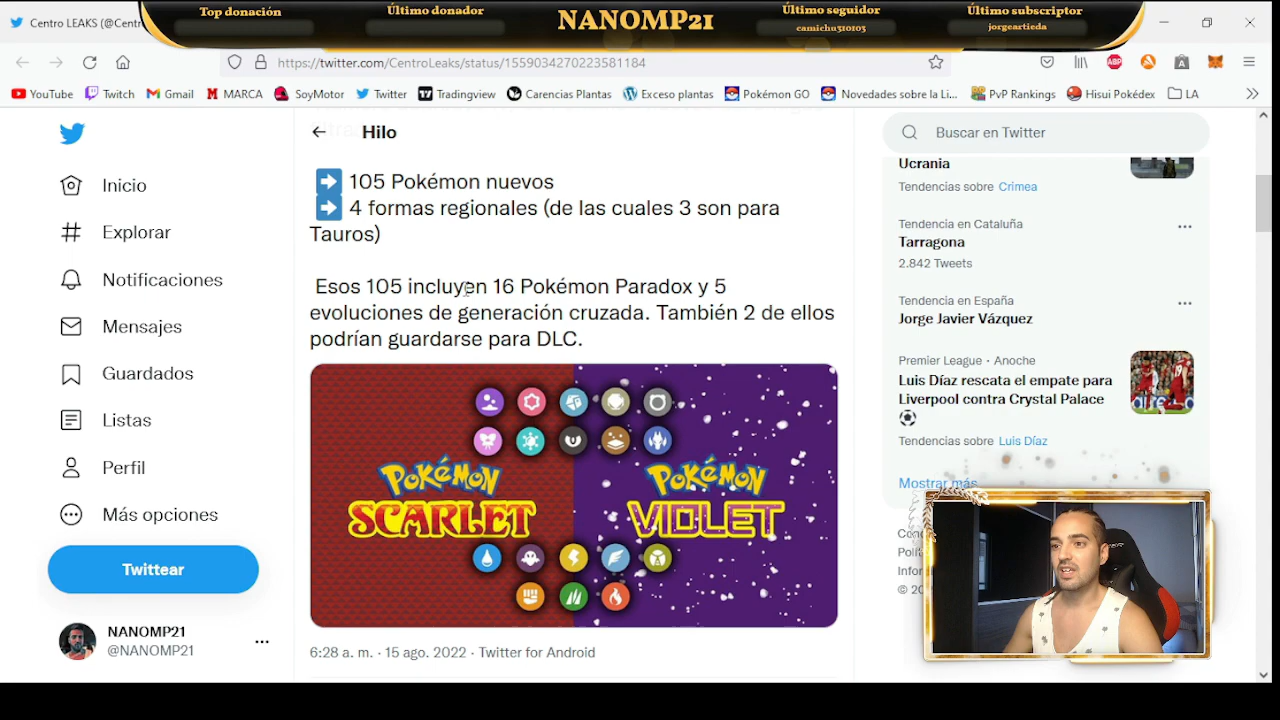 Top donación
Último donador
NANOMP21
Último seguidor
camichu310103
Último subscriptor
jorgeartieda
Centro LEAKS (@Centr
https://twitter.com/CentroLeaks/status/1559034270223581184
YouTube
Twitch
Gmail
MARCA
SoyMotor
Twitter
Tradingview
Carencias Plantas
Exceso plantas
Pokémon GO
Novedades sobre la Li...
PvP Rankings
Hisui Pokédex
LA
Inicio
Explorar
Notificaciones
Mensajes
Guardados
Listas
Perfil
Más opciones
Twittear
NANOMP21
@NANOMP21
Hilo
105 Pokémon nuevos
4 formas regionales (de las cuales 3 son para
Tauros)
Esos 105 incluyen 16 Pokémon Paradox y 5
evoluciones de generación cruzada. También 2 de ellos
podrían guardarse para DLC.
POKéMON
SCARLET
POKéMON
VIOLET
6:28 a. m. · 15 ago. 2022 · Twitter for Android
Buscar en Twitter
Ucrania
Tendencias sobre Crimea
Tendencia en Cataluña
Tarragona
2.842 Tweets
Tendencia en España
Jorge Javier Vázquez
Premier League · Anoche
Luis Díaz rescata el empate para
Liverpool contra Crystal Palace
Tendencias sobre Luis Díaz
Mostrar más